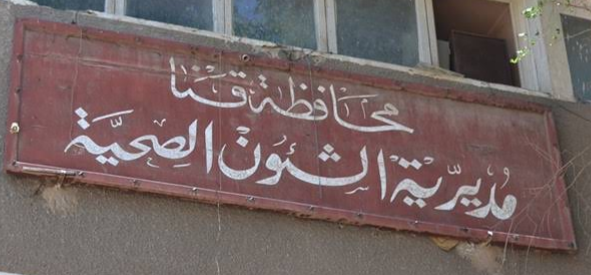 محافظة قنا
مديرية الشئون الصحية